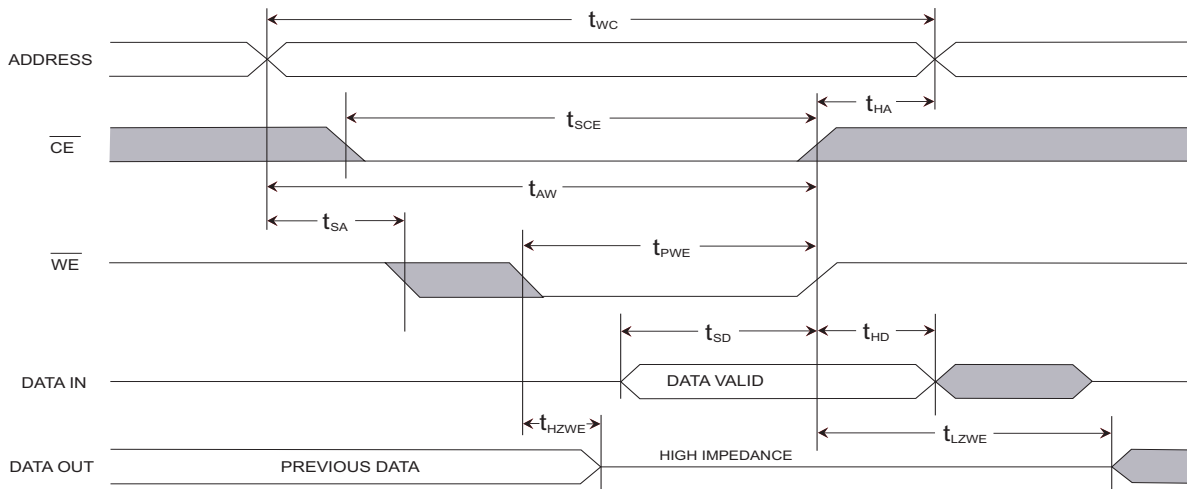 tWC
ADDRESS
tHA
tSCE
CE
tAW
tSA
tPWE
WE
tSD
tHD
DATA IN
DATA VALID
tHZWE
tLZWE
DATA OUT
PREVIOUS DATA
HIGH IMPEDANCE